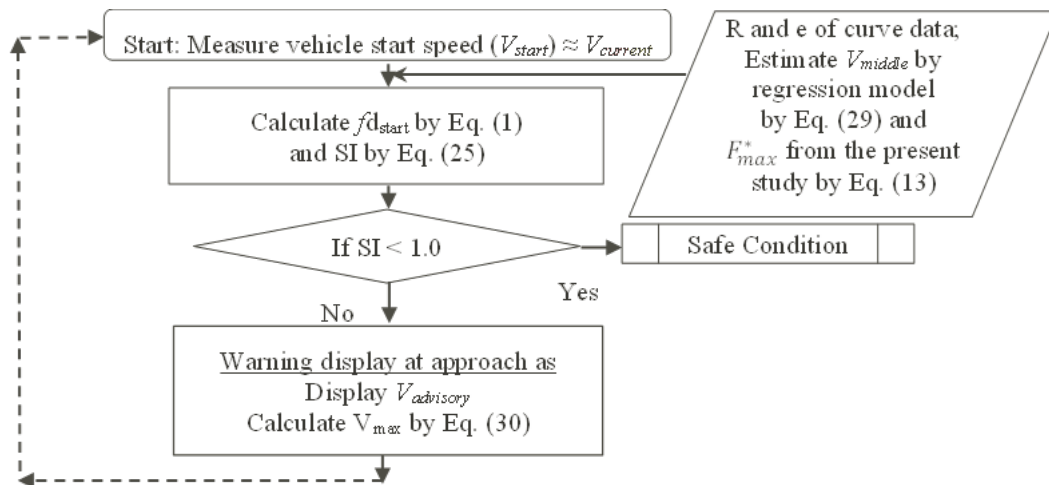 Start: Measure vehicle start speed (V_start) ≈ V_current
R and e of curve data;
Estimate V_middle by
regression model
by Eq. (29) and
F*_max from the present
study by Eq. (13)
Calculate fd_start by Eq. (1)
and SI by Eq. (25)
If SI < 1.0
Safe Condition
Yes
No
Warning display at approach as
Display V_advisory
Calculate V_max by Eq. (30)